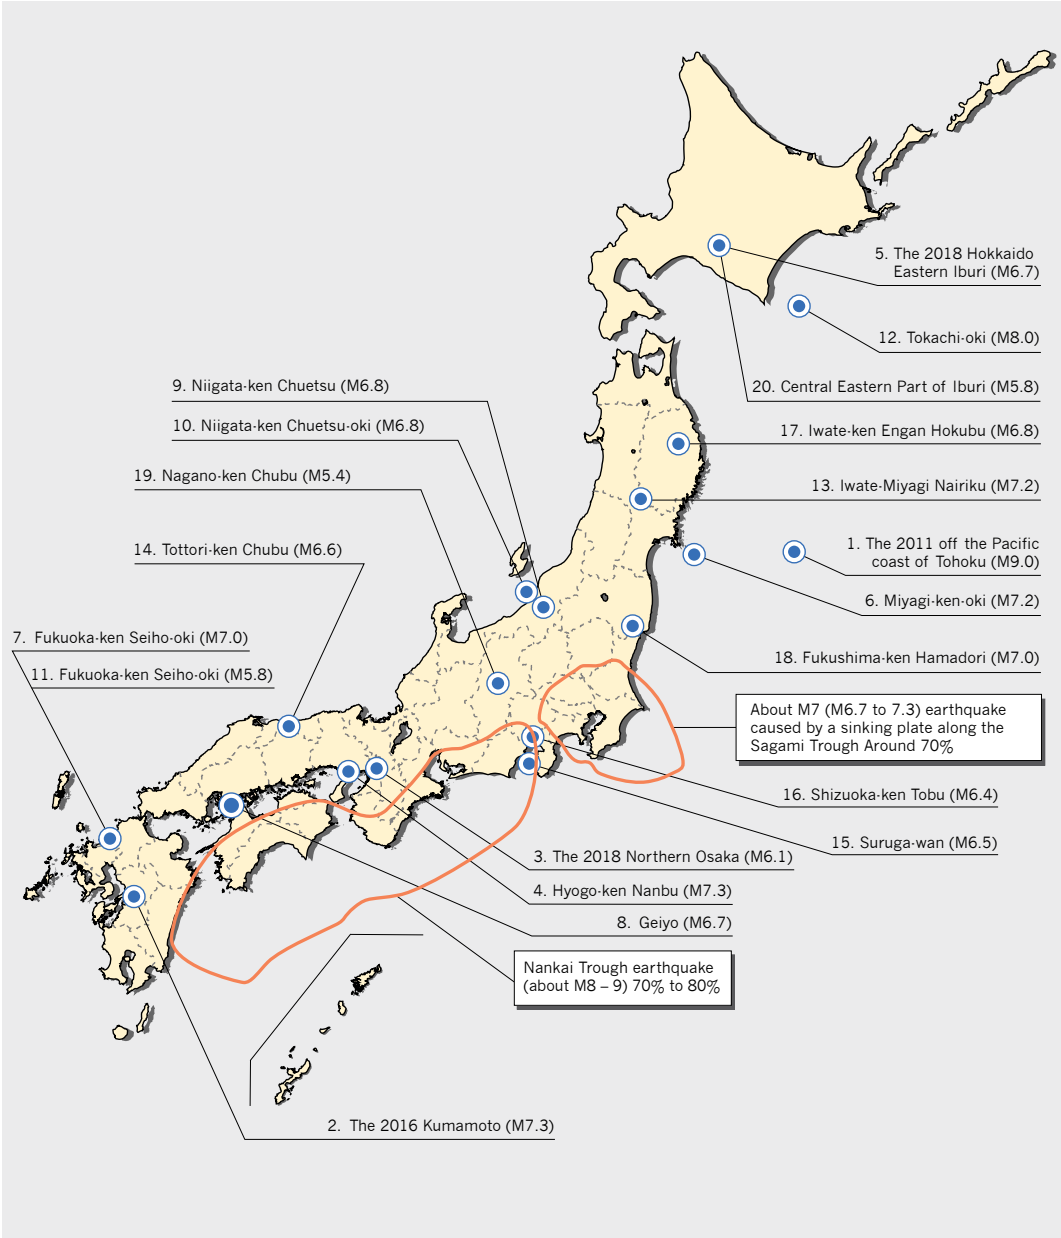 5. The 2018 Hokkaido
Eastern Iburi (M6.7)
12. Tokachi-oki (M8.0)
9. Niigata-ken Chuetsu (M6.8)
20. Central Eastern Part of Iburi (M5.8)
10. Niigata-ken Chuetsu-oki (M6.8)
17. Iwate-ken Engan Hokubu (M6.8)
19. Nagano-ken Chubu (M5.4)
13. Iwate-Miyagi Nairiku (M7.2)
14. Tottori-ken Chubu (M6.6)
1. The 2011 off the Pacific
coast of Tohoku (M9.0)
6. Miyagi-ken-oki (M7.2)
7. Fukuoka-ken Seiho-oki (M7.0)
18. Fukushima-ken Hamadori (M7.0)
11. Fukuoka-ken Seiho-oki (M5.8)
About M7 (M6.7 to 7.3) earthquake
caused by a sinking plate along the
Sagami Trough Around 70%
16. Shizuoka-ken Tobu (M6.4)
15. Suruga-wan (M6.5)
3. The 2018 Northern Osaka (M6.1)
4. Hyogo-ken Nanbu (M7.3)
8. Geiyo (M6.7)
Nankai Trough earthquake
(about M8 – 9) 70% to 80%
2. The 2016 Kumamoto (M7.3)